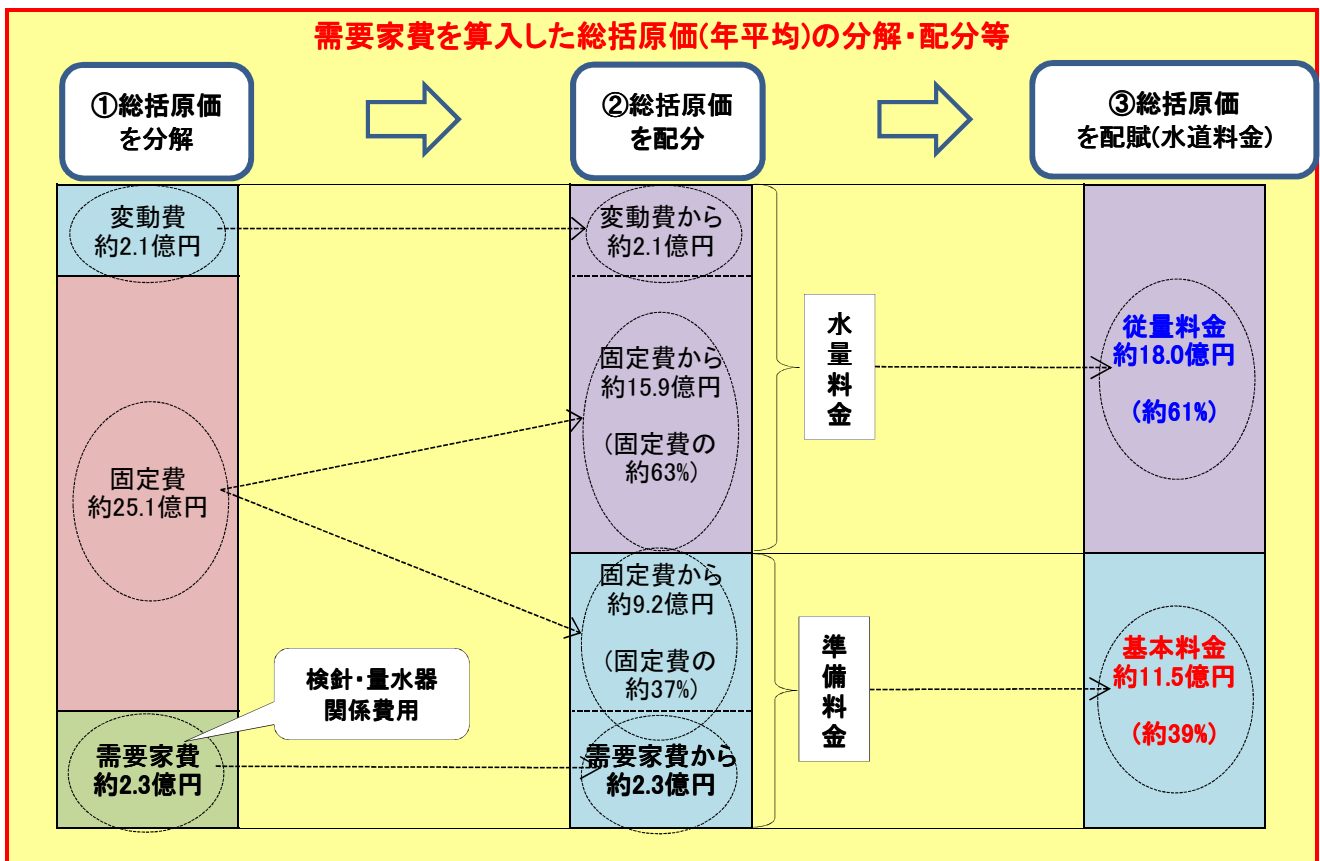 需要家費を算入した総括原価(年平均)の分解・配分等
①総括原価
を分解
②総括原価
を配分
③総括原価
を配賦(水道料金)
変動費
約2.1億円
固定費
約25.1億円
検針・量水器
関係費用
需要家費
約2.3億円
変動費から
約2.1億円
固定費から
約15.9億円
(固定費の
約63%)
固定費から
約9.2億円
(固定費の
約37%)
需要家費から
約2.3億円
水量料金
準備料金
従量料金
約18.0億円
(約61%)
基本料金
約11.5億円
(約39%)